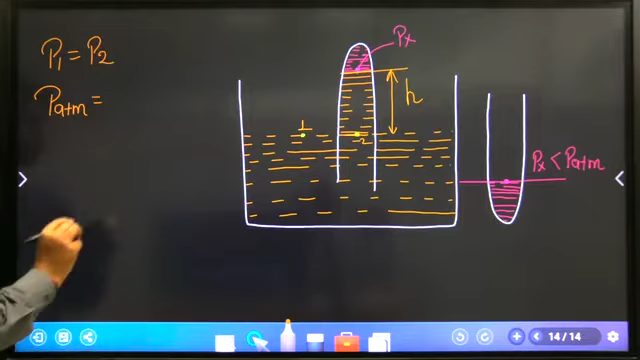 P₁ = P₂
Patm =
Px
h
1
2
Px < Patm
14/14